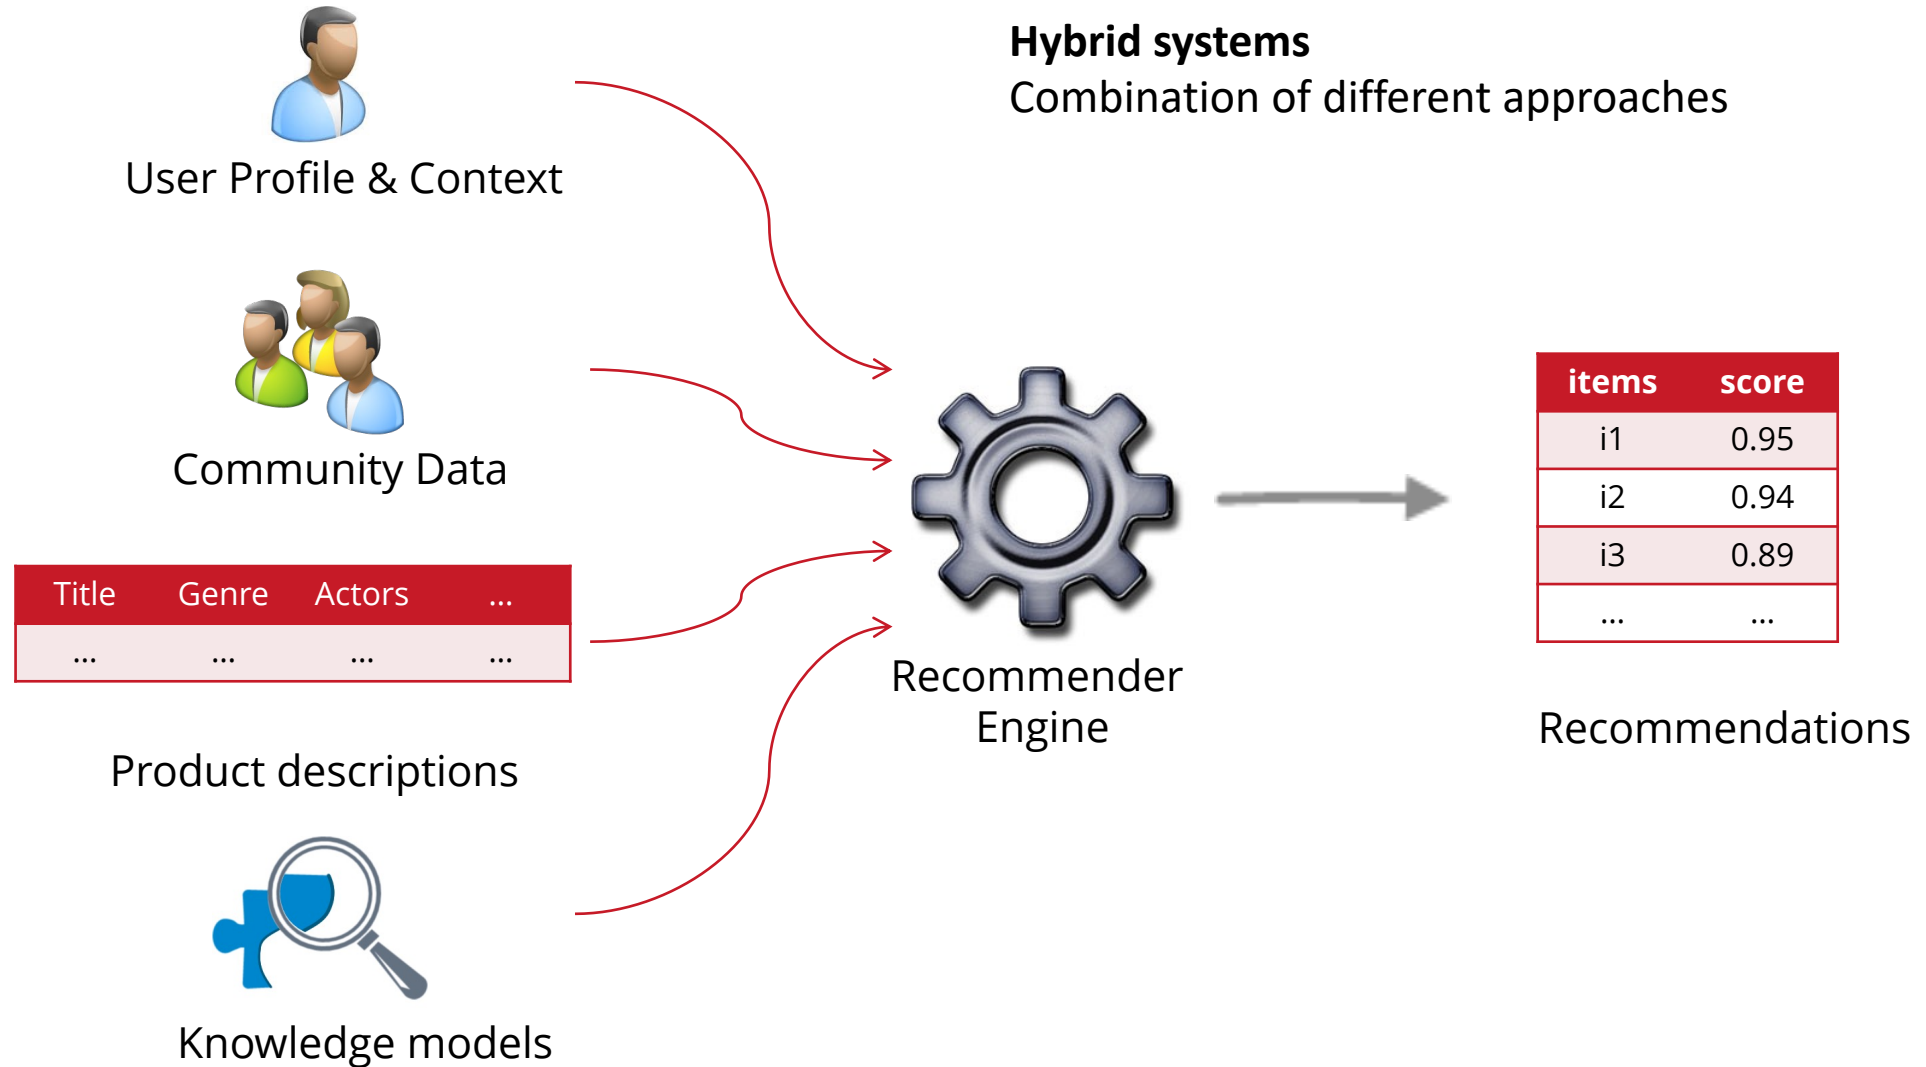 Hybrid systems
Combination of different approaches
User Profile & Context
Community Data
Title Genre Actors ...
... ... ... ...
Product descriptions
Knowledge models
Recommender
Engine
items score
i1 0.95
i2 0.94
i3 0.89
... ...
Recommendations